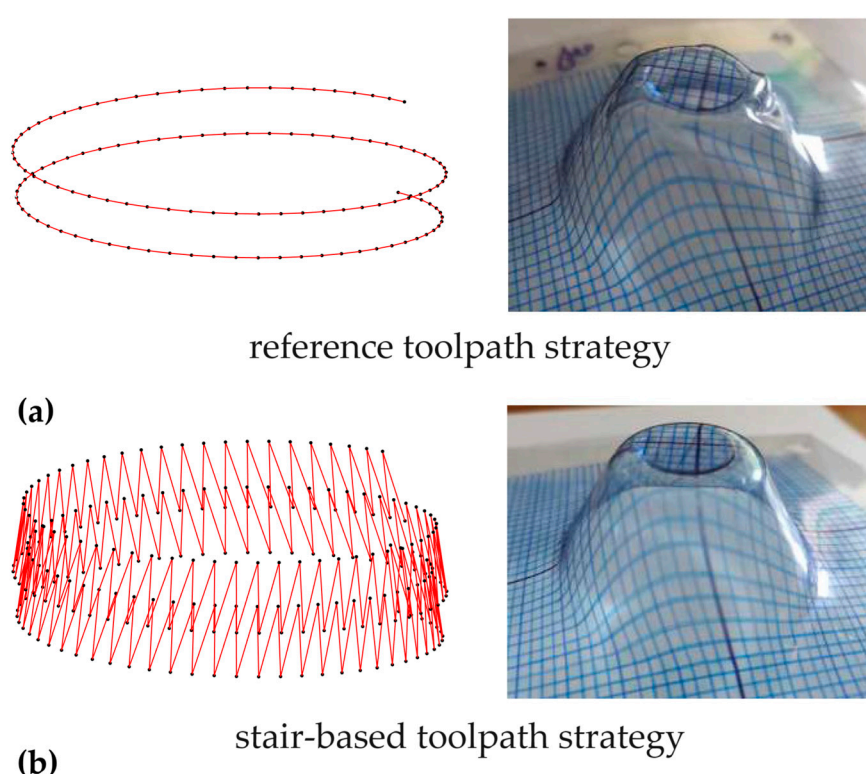 reference toolpath strategy
(a)
stair-based toolpath strategy
(b)